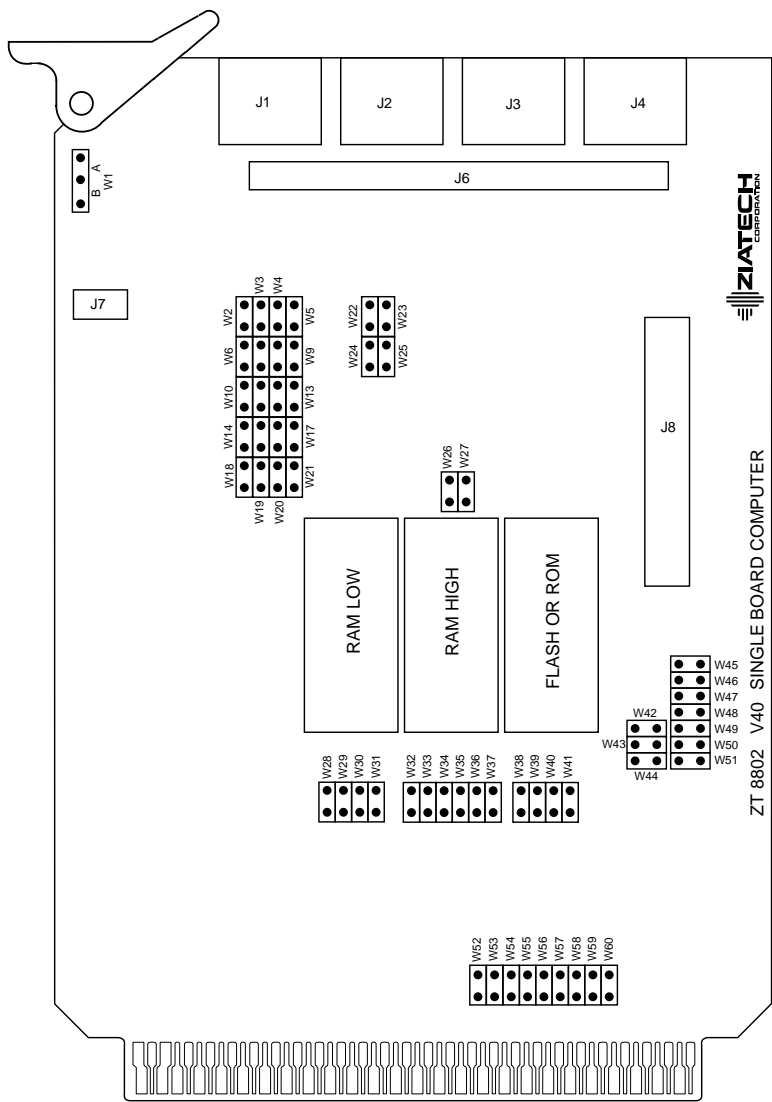 J1
J2
J3
J4
J6
A
B
W1
J7
ZIATECH
CORPORATION
W2
W3
W4
W5
W6
W9
W10
W13
W14
W17
W18
W19
W20
W21
W22
W23
W24
W25
W26
W27
J8
RAM LOW
RAM HIGH
FLASH OR ROM
ZT 8802 V40 SINGLE BOARD COMPUTER
W28
W29
W30
W31
W32
W33
W34
W35
W36
W37
W38
W39
W40
W41
W42
W43
W44
W45
W46
W47
W48
W49
W50
W51
W52
W53
W54
W55
W56
W57
W58
W59
W60